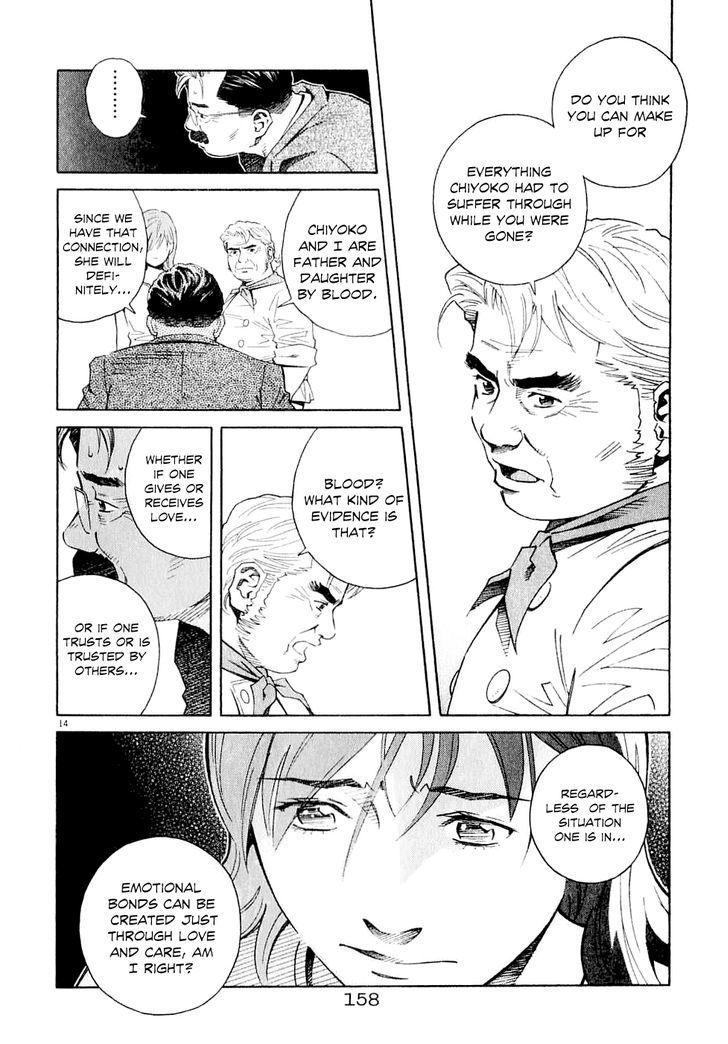 DO YOU THINK
YOU CAN MAKE
UP FOR
EVERYTHING
CHIYOKO HAD TO
SUFFER THROUGH
WHILE YOU WERE
GONE?
........
CHIYOKO
AND I ARE
FATHER AND
DAUGHTER
BY BLOOD.
SINCE WE
HAVE THAT
CONNECTION,
SHE WILL
DEFI-
NITELY...
BLOOD?
WHAT KIND OF
EVIDENCE IS
THAT?
WHETHER
IF ONE
GIVES OR
RECEIVES
LOVE...
OR IF ONE
TRUSTS OR IS
TRUSTED BY
OTHERS...
14
REGARD-
LESS OF THE
SITUATION
ONE IS IN...
EMOTIONAL
BONDS CAN BE
CREATED JUST
THROUGH LOVE
AND CARE, AM
I RIGHT?
158